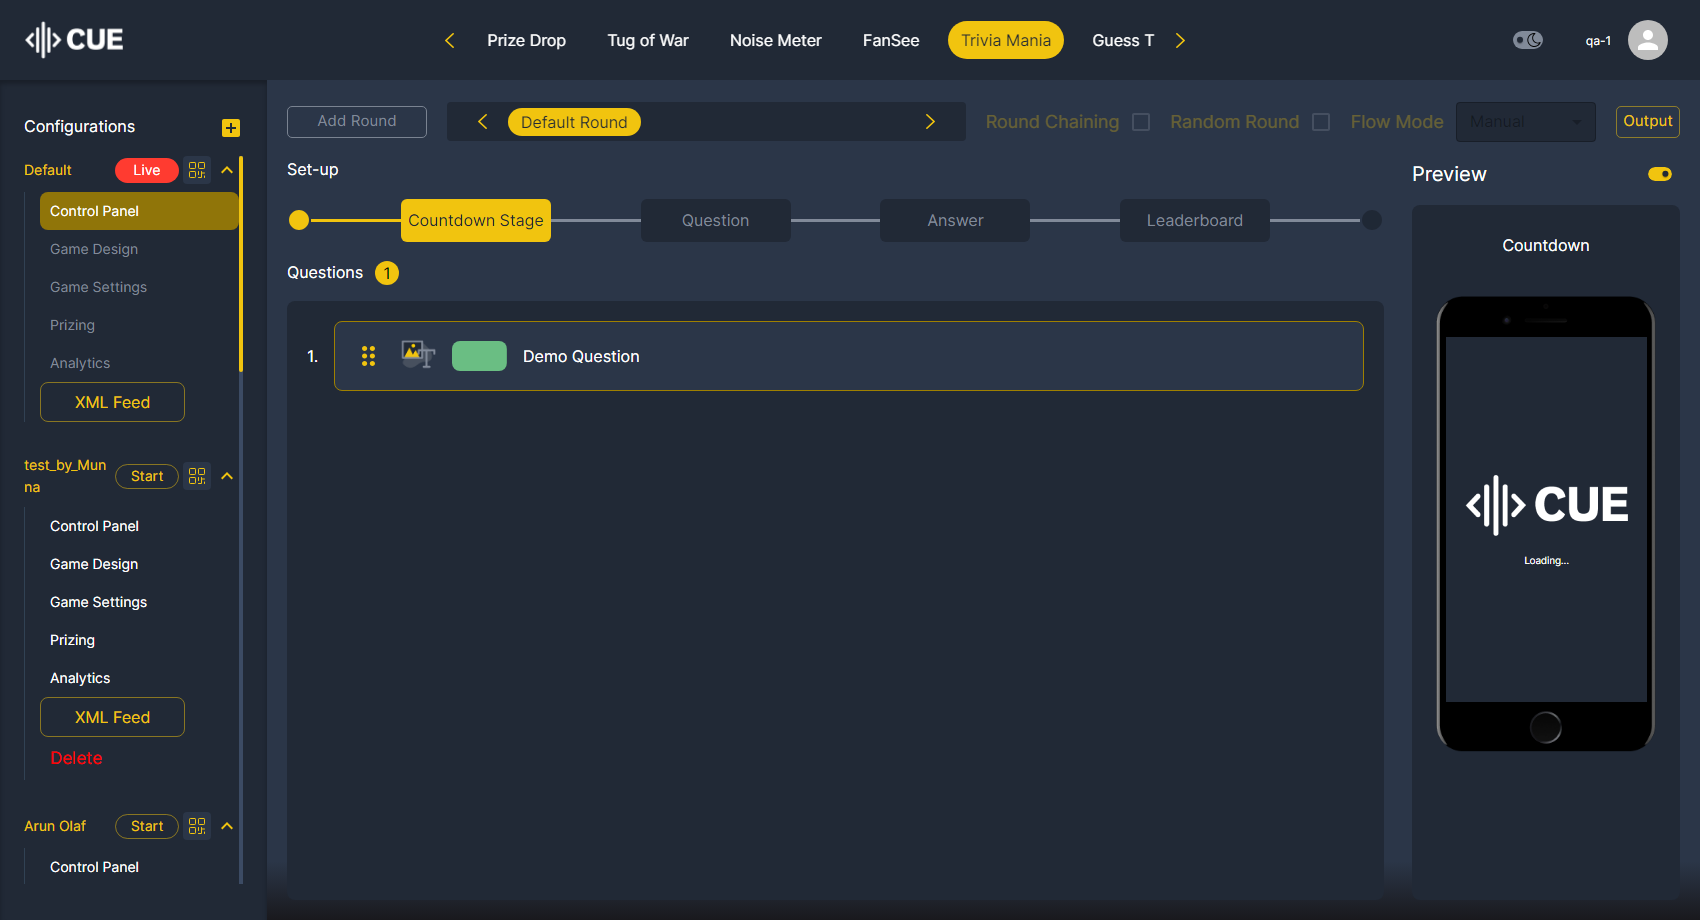 CUE
Prize Drop
Tug of War
Noise Meter
FanSee
Trivia Mania
Guess T
qa-1
Configurations
Default
Live
Control Panel
Game Design
Game Settings
Prizing
Analytics
XML Feed
test_by_Mun
na
Start
Control Panel
Game Design
Game Settings
Prizing
Analytics
XML Feed
Delete
Arun Olaf
Start
Control Panel
Add Round
Default Round
Round Chaining
Random Round
Flow Mode
Manual
Output
Set-up
Countdown Stage
Question
Answer
Leaderboard
Questions
1
1.
Demo Question
Preview
Countdown
CUE
Loading...